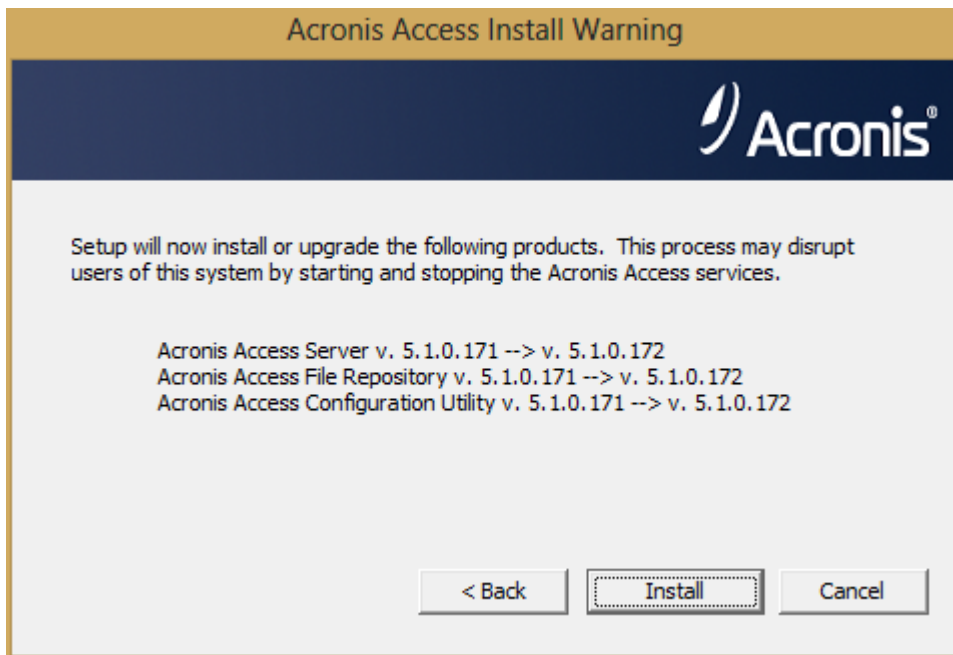 Acronis Access Install Warning
Acronis®
Setup will now install or upgrade the following products.  This process may disrupt
users of this system by starting and stopping the Acronis Access services.
Acronis Access Server v. 5.1.0.171 --> v. 5.1.0.172
Acronis Access File Repository v. 5.1.0.171 --> v. 5.1.0.172
Acronis Access Configuration Utility v. 5.1.0.171 --> v. 5.1.0.172
< Back Install Cancel